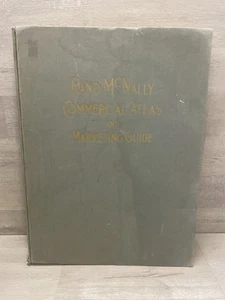 RAND McNALLY
COMMERCIAL ATLAS
AND
MARKETING GUIDE